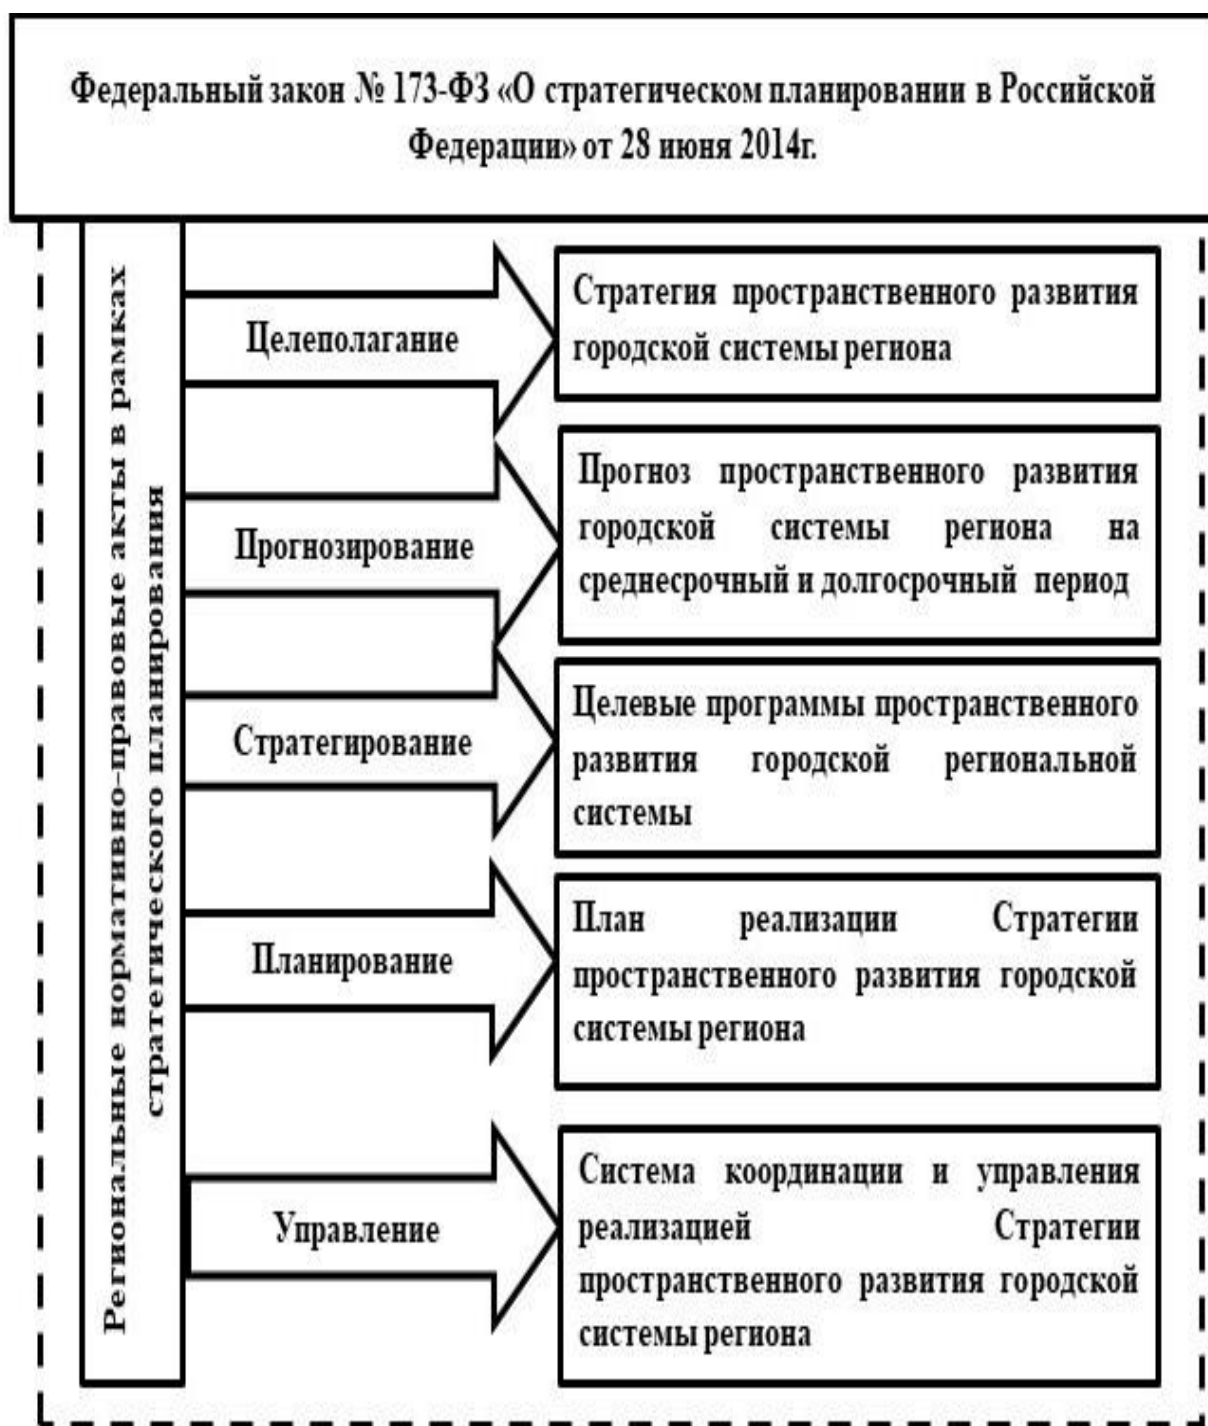 Федеральный закон № 173-ФЗ «О стратегическом планировании в Российской
Федерации» от 28 июня 2014г.
Региональные нормативно-правовые акты в рамках
стратегического планирования
Целеполагание
Стратегия пространственного развития
городской системы региона
Прогнозирование
Прогноз пространственного развития
городской системы региона на
среднесрочный и долгосрочный период
Стратегирование
Целевые программы пространственного
развития городской региональной
системы
Планирование
План реализации Стратегии
пространственного развития городской
системы региона
Управление
Система координации и управления
реализацией Стратегии
пространственного развития городской
системы региона